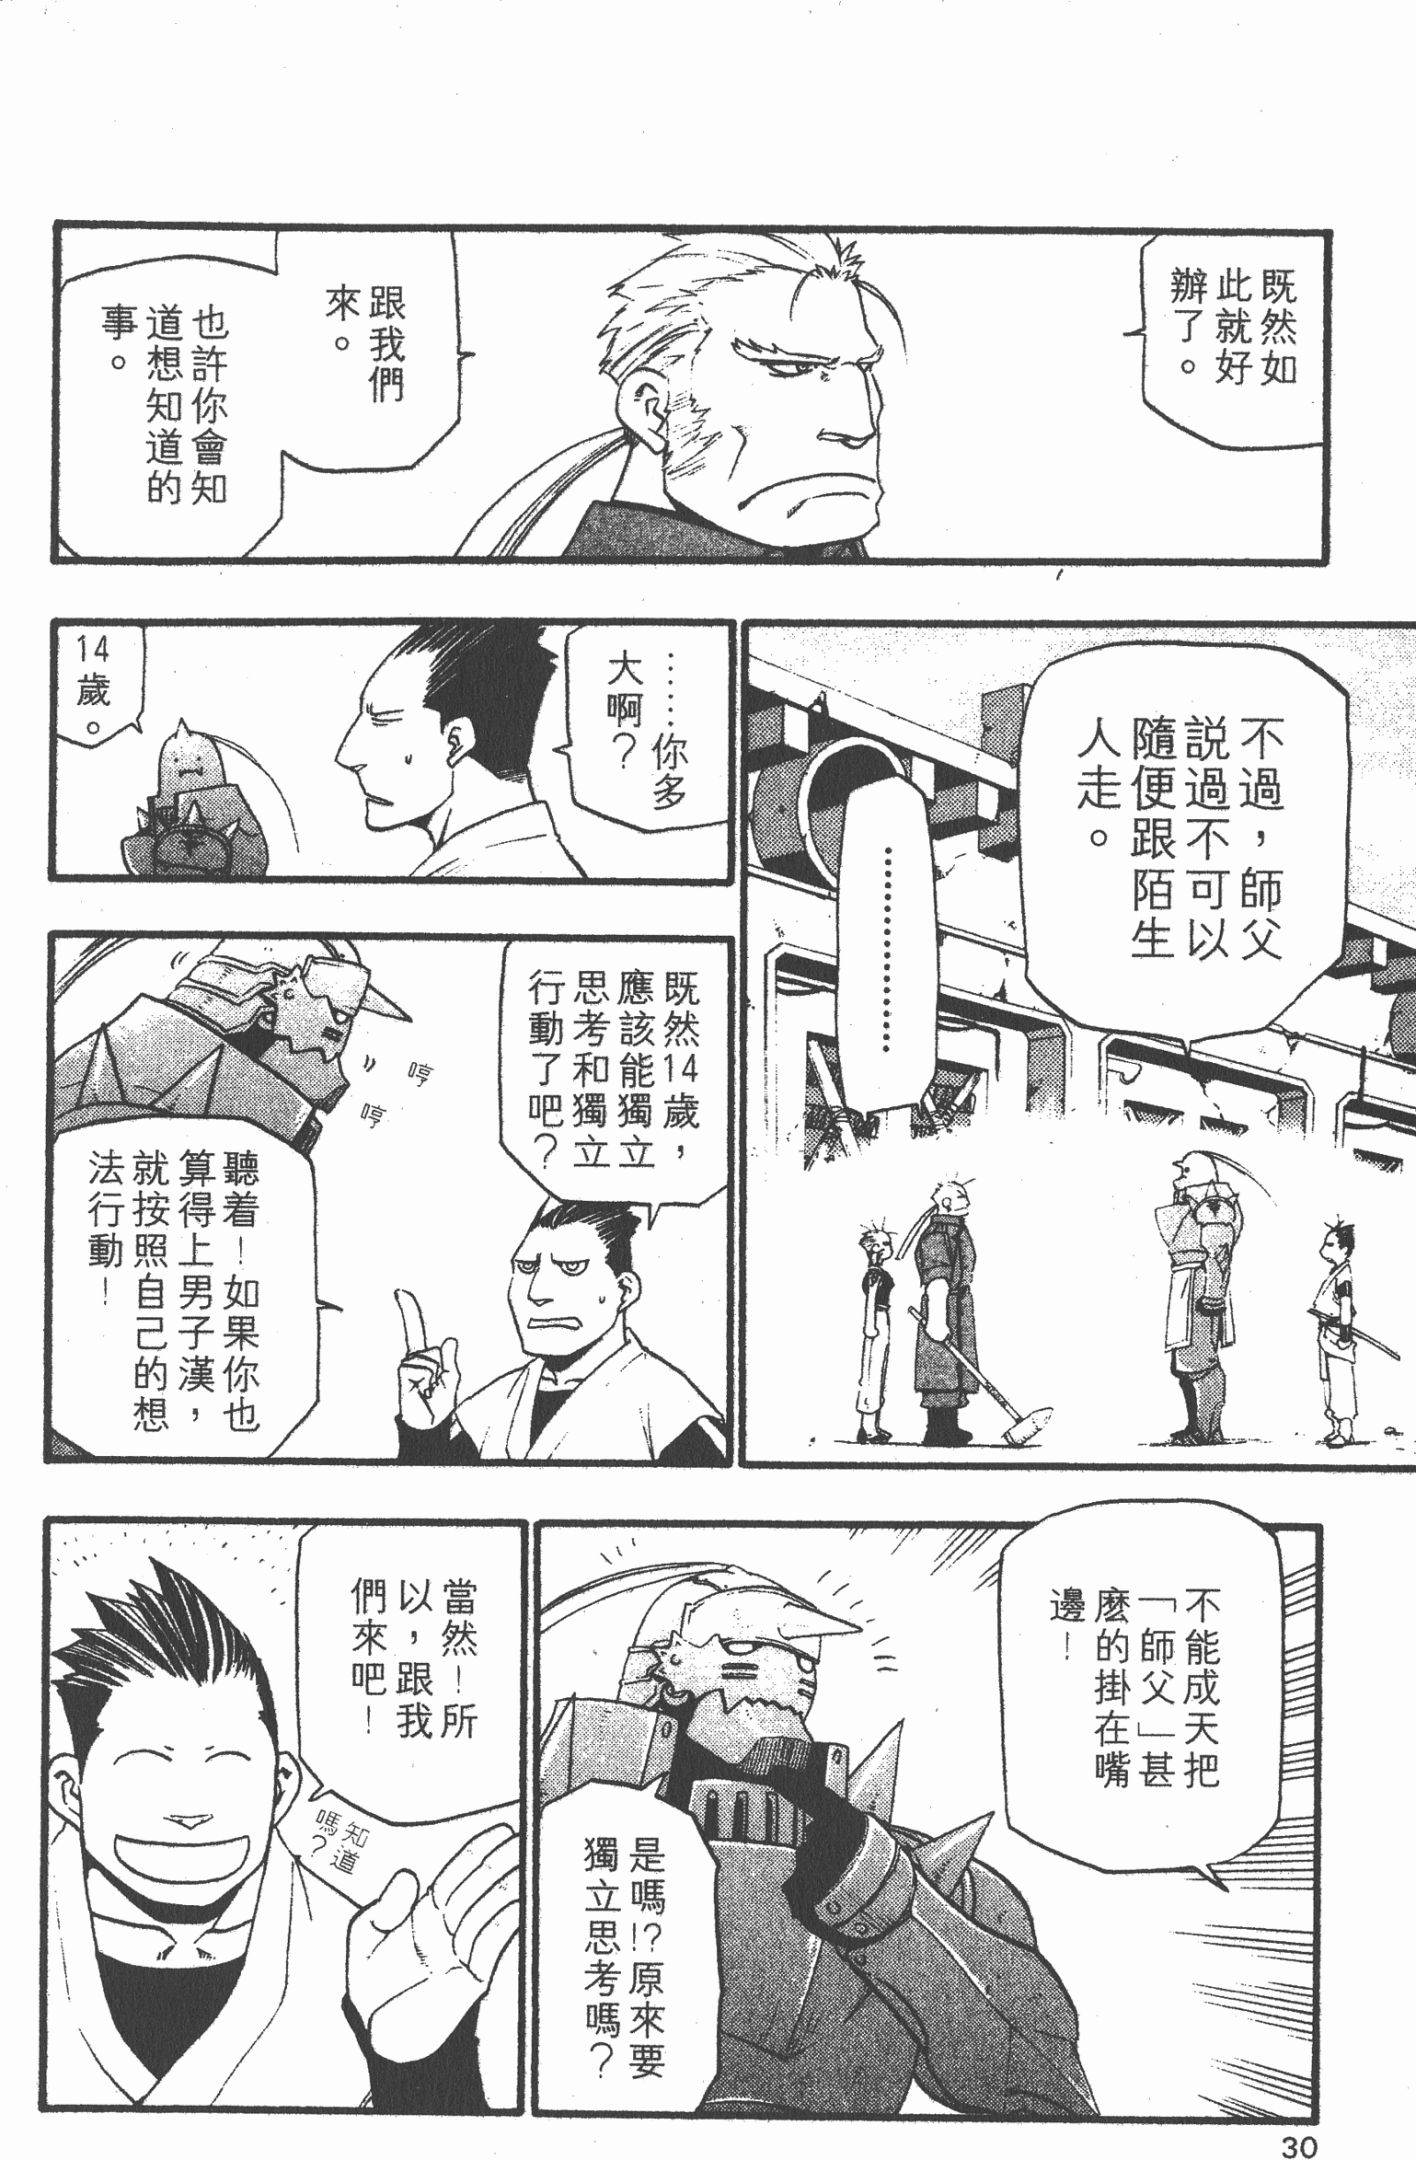 既然如
此就好
辦了。
跟我們
來。
也許你會知
道想知道的
事。
不過，師父
説過不可以
隨便跟陌生
人走。
……………
……你多
大啊？
14
歲。
既然14歲，
應該能獨立
思考和獨立
行動了吧？
哼
哼
聽着！如果你也
算得上男子漢，
就按照自己的想
法行動！
不能成天把
「師父」甚
麽的掛在嘴
邊！
是嗎!?原來要
獨立思考嗎？
當然！所
以，跟我
們來吧！
知道
嗎？
30